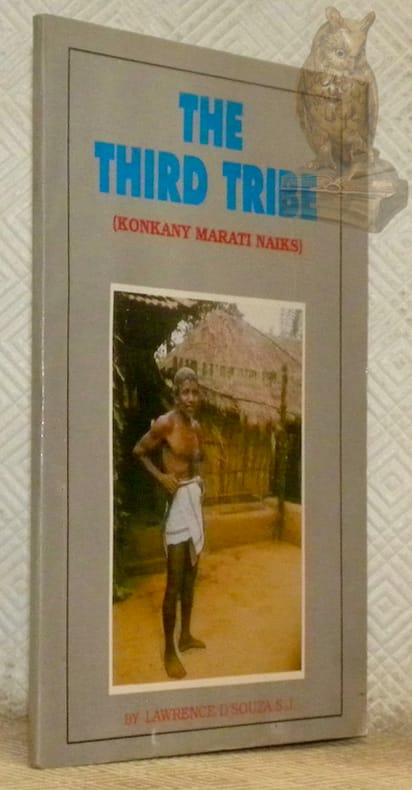 THE
THIRD TRIBE
(KONKANY MARATI NAIKS)
BY LAWRENCE D'SOUZA S.J.